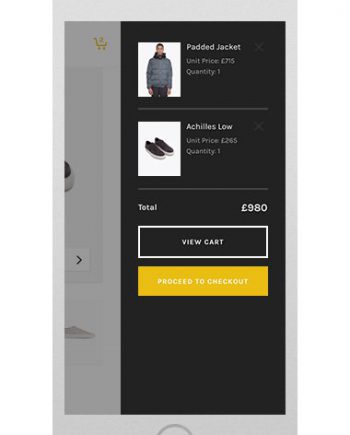 Padded Jacket
Unit Price: £715
Quantity: 1
Achilles Low
Unit Price: £265
Quantity: 1
Total £980
VIEW CART
PROCEED TO CHECKOUT